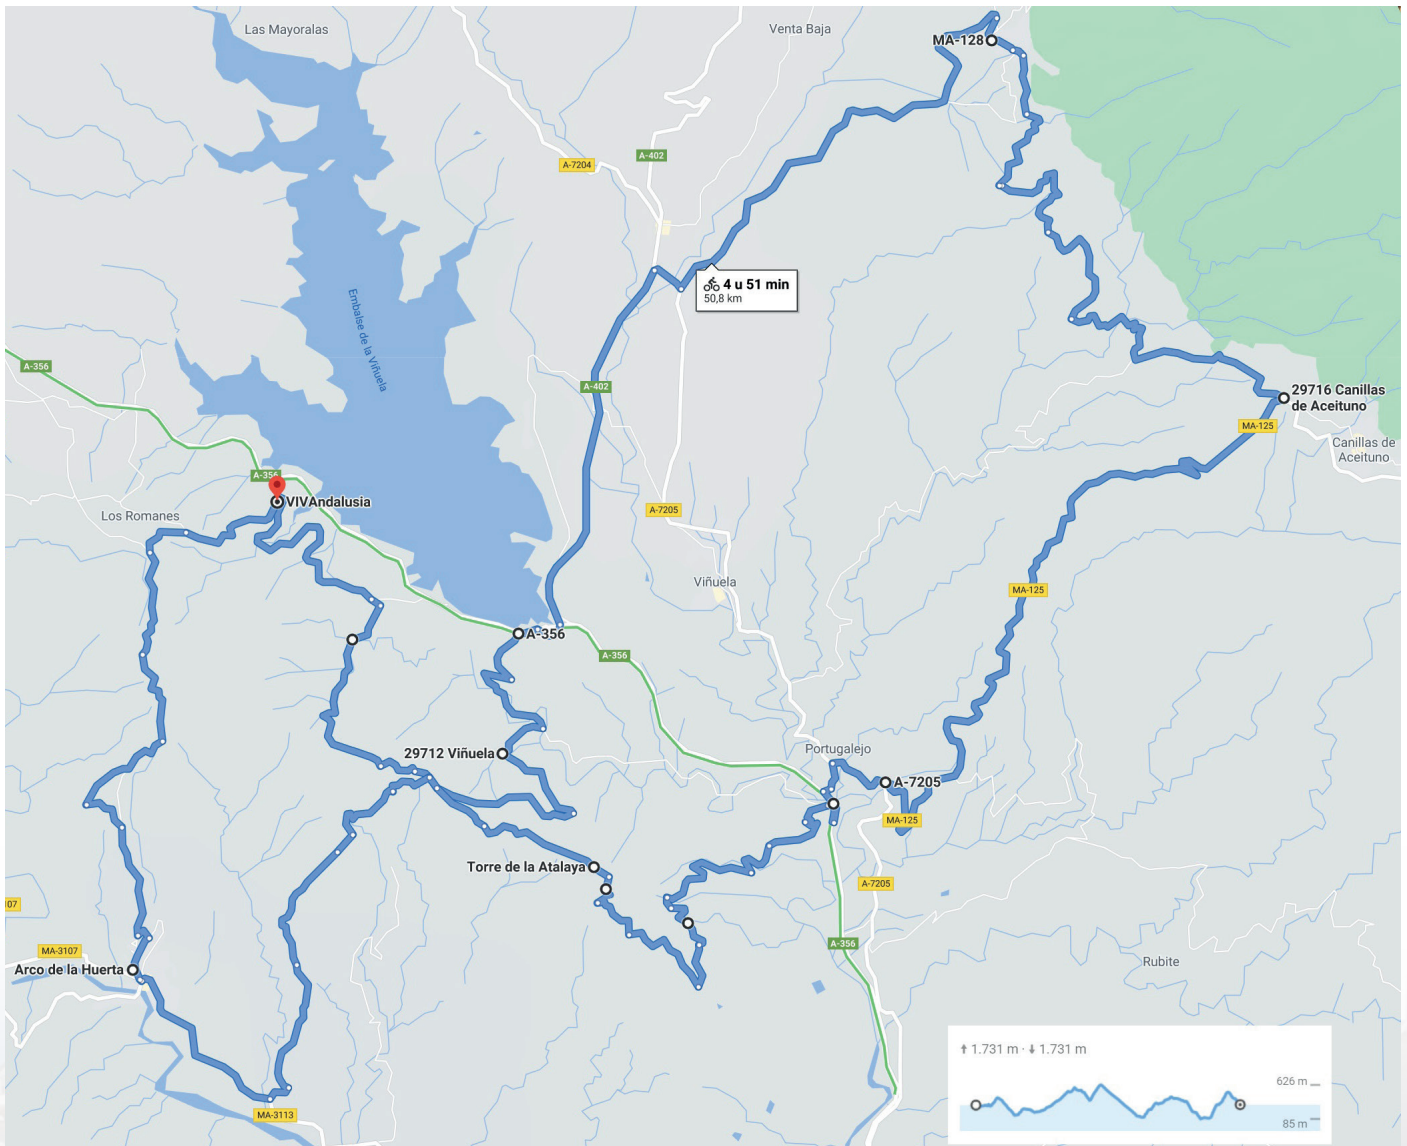 Las Mayoralas
Venta Baja
MA-128
A-402
A-7204
4 u 51 min
50,8 km
Embalse de la Viñuela
A-356
A-402
29716 Canillas
de Aceituno
MA-125
Canillas de
Aceituno
A-356
VIVAndalusia
Los Romanes
A-7205
Viñuela
MA-125
A-356
A-356
Portugalejo
29712 Viñuela
A-7205
MA-125
Torre de la Atalaya
A-7205
07
A-356
MA-3107
Rubite
Arco de la Huerta
1.731 m · 1.731 m
626 m
85 m
MA-3113